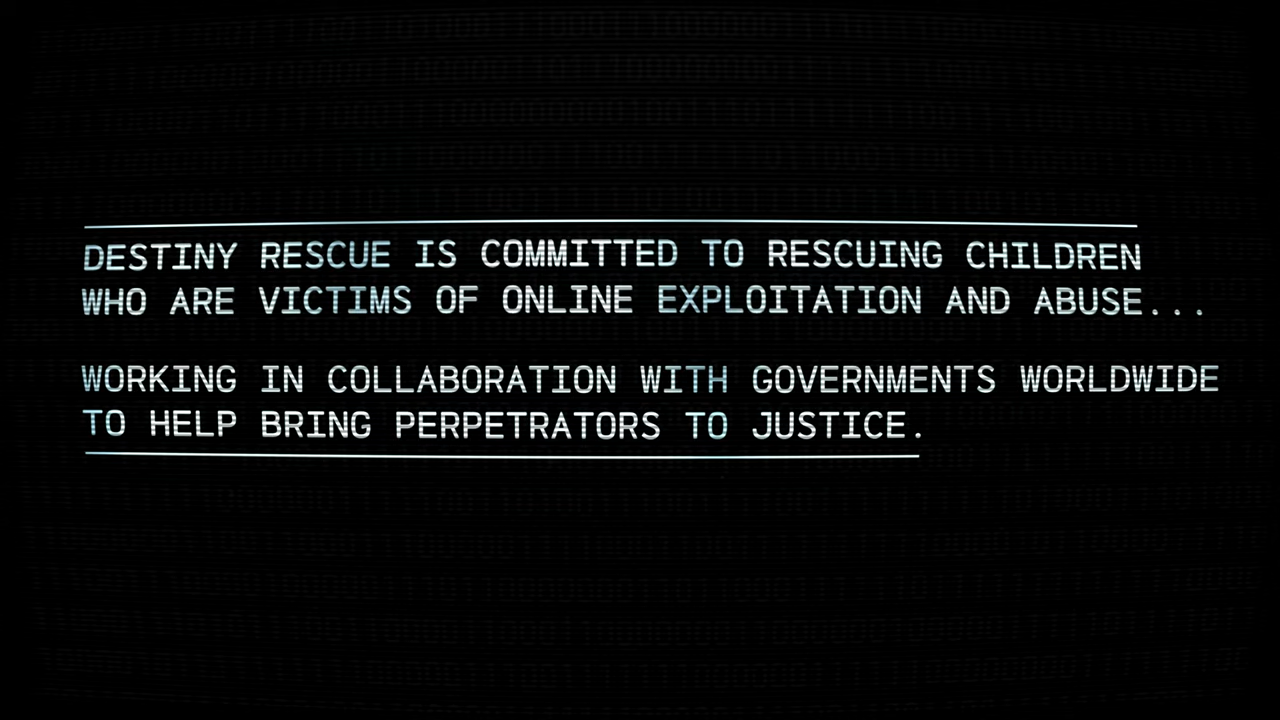 DESTINY RESCUE IS COMMITTED TO RESCUING CHILDREN
WHO ARE VICTIMS OF ONLINE EXPLOITATION AND ABUSE...
WORKING IN COLLABORATION WITH GOVERNMENTS WORLDWIDE
TO HELP BRING PERPETRATORS TO JUSTICE.